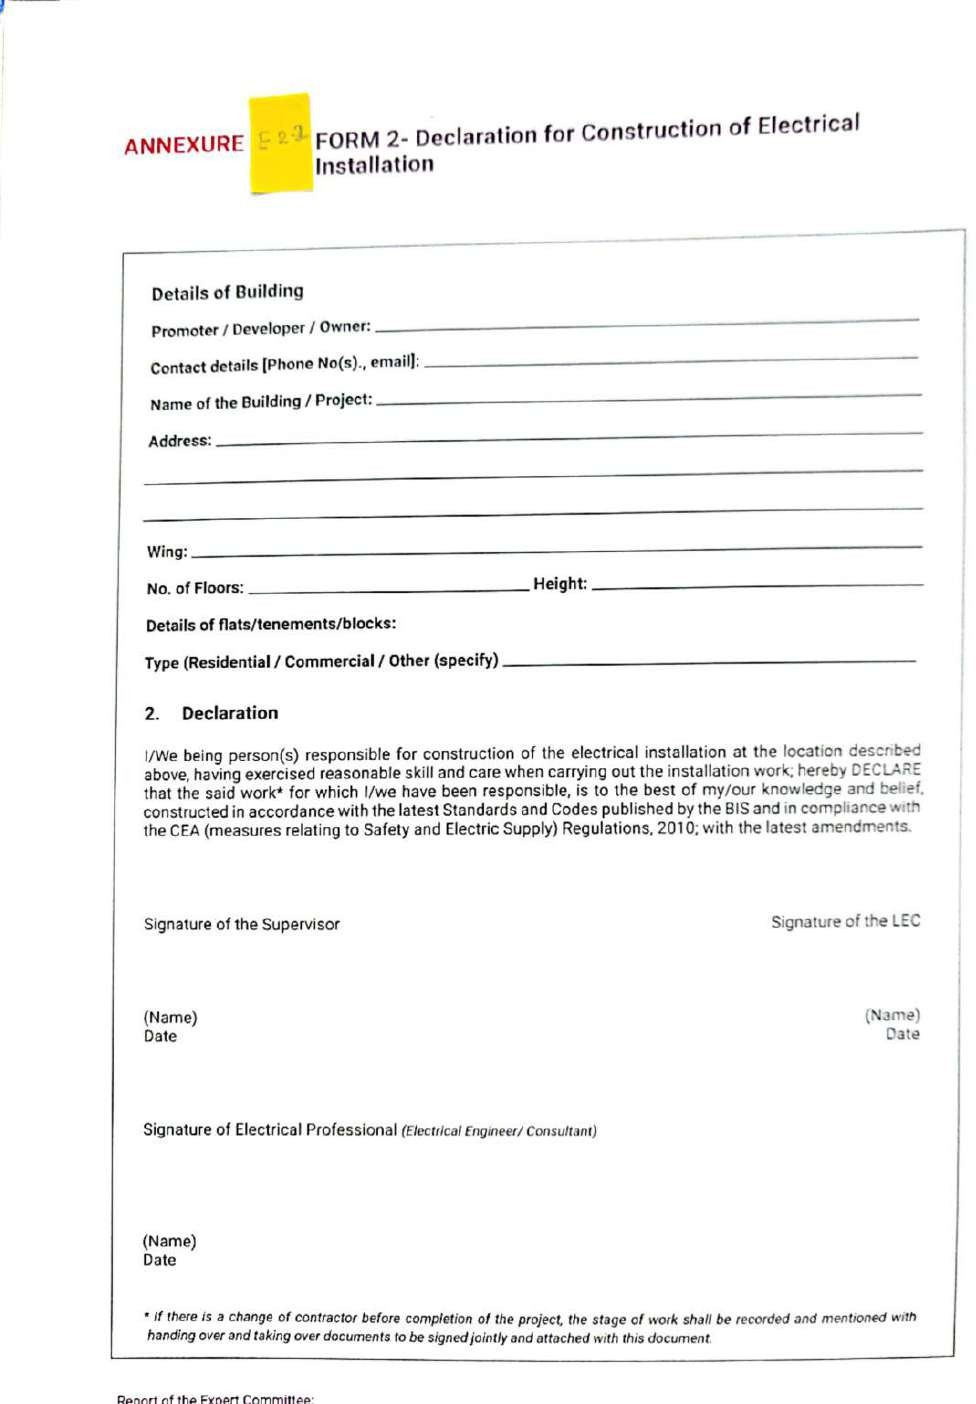 ANNEXURE E 2.2 FORM 2- Declaration for Construction of Electrical
Installation
Details of Building
Promoter / Developer / Owner:
Contact details [Phone No(s)., email]:
Name of the Building / Project:
Address:
Wing:
No. of Floors: Height:
Details of flats/tenements/blocks:
Type (Residential / Commercial / Other (specify)
2. Declaration
I/We being person(s) responsible for construction of the electrical installation at the location described
above, having exercised reasonable skill and care when carrying out the installation work; hereby DECLARE
that the said work* for which I/we have been responsible, is to the best of my/our knowledge and belief,
constructed in accordance with the latest Standards and Codes published by the BIS and in compliance with
the CEA (measures relating to Safety and Electric Supply) Regulations, 2010; with the latest amendments.
Signature of the Supervisor Signature of the LEC
(Name) (Name)
Date Date
Signature of Electrical Professional (Electrical Engineer/ Consultant)
(Name)
Date
* If there is a change of contractor before completion of the project, the stage of work shall be recorded and mentioned with
handing over and taking over documents to be signed jointly and attached with this document.
Report of the Expert Committee: